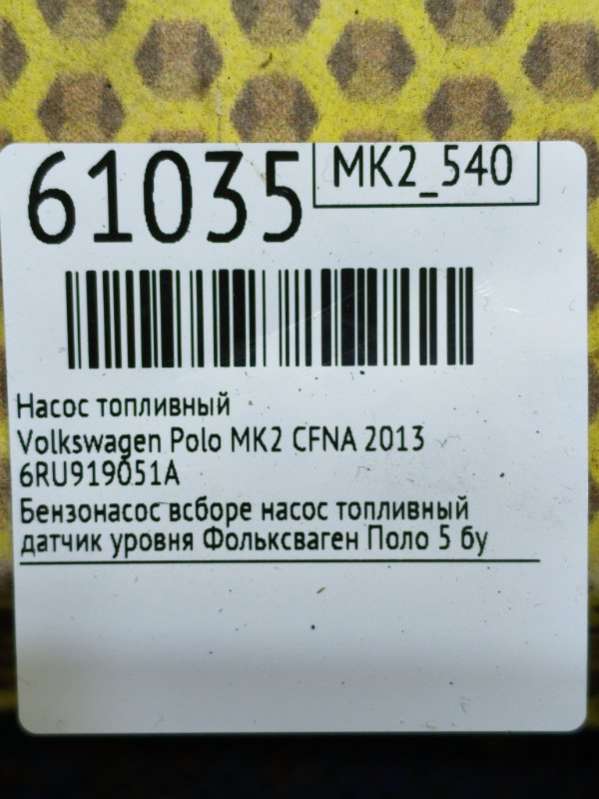 61035
MK2_540
Насос топливный
Volkswagen Polo MK2 CFNA 2013
6RU919051A
Бензонасос всборе насос топливный
датчик уровня Фольксваген Поло 5 бу